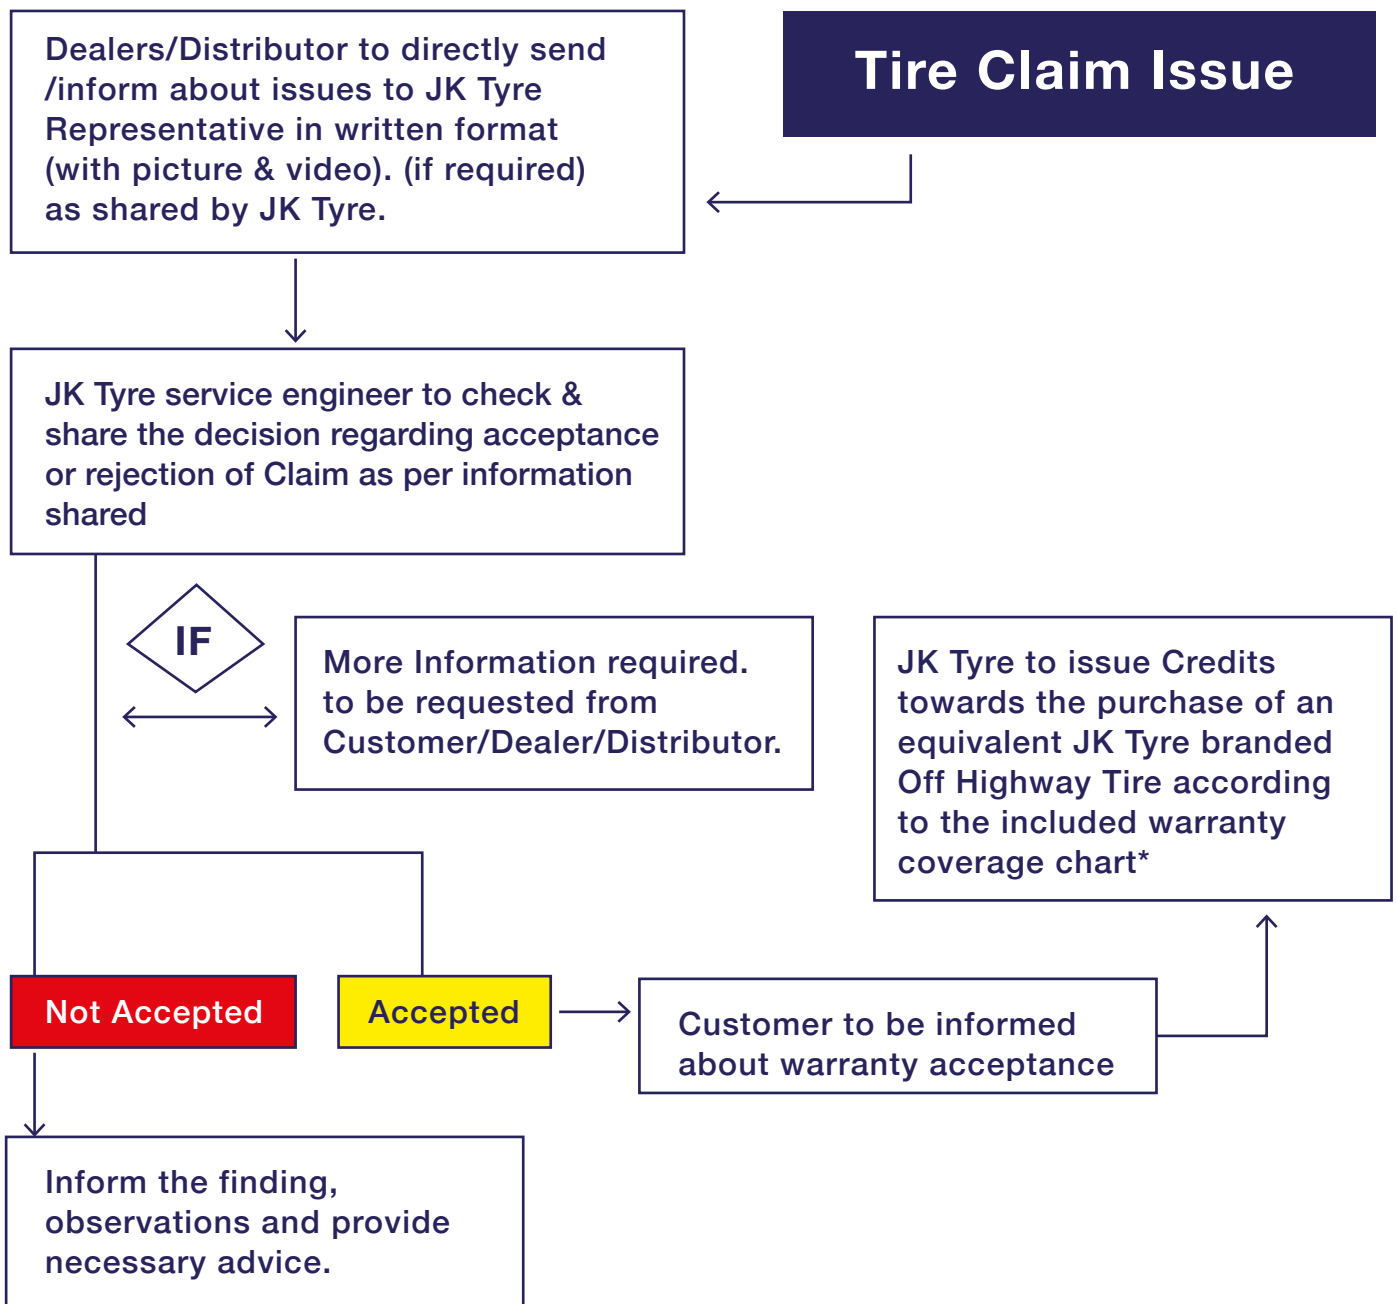 Tire Claim Issue
Dealers/Distributor to directly send
/inform about issues to JK Tyre
Representative in written format
(with picture & video). (if required)
as shared by JK Tyre.
JK Tyre service engineer to check &
share the decision regarding acceptance
or rejection of Claim as per information
shared
IF
More Information required.
to be requested from
Customer/Dealer/Distributor.
JK Tyre to issue Credits
towards the purchase of an
equivalent JK Tyre branded
Off Highway Tire according
to the included warranty
coverage chart*
Not Accepted
Accepted
Customer to be informed
about warranty acceptance
Inform the finding,
observations and provide
necessary advice.